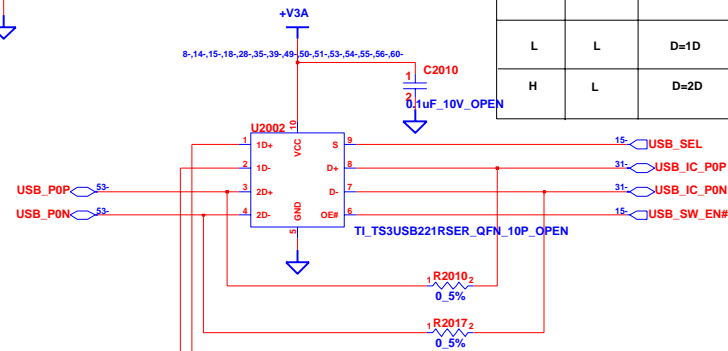 +V3A
8-,14-,15-,18-,28-,35-,39-,49-,50-,51-,53-,54-,55-,56-,60-
L L D=1D
H L D=2D
C2010
1
2
0.1uF_10V_OPEN
U2002
10
VCC
1 1D+ S 9 15- USB_SEL
2 1D- D+ 8 31- USB_IC_P0P
USB_P0P 53- 3 2D+ D- 7 31- USB_IC_P0N
USB_P0N 53- 4 2D- OE# 6 15- USB_SW_EN#
GND
5
TI_TS3USB221RSER_QFN_10P_OPEN
1 R2010 2
0_5%
1 R2017 2
0_5%